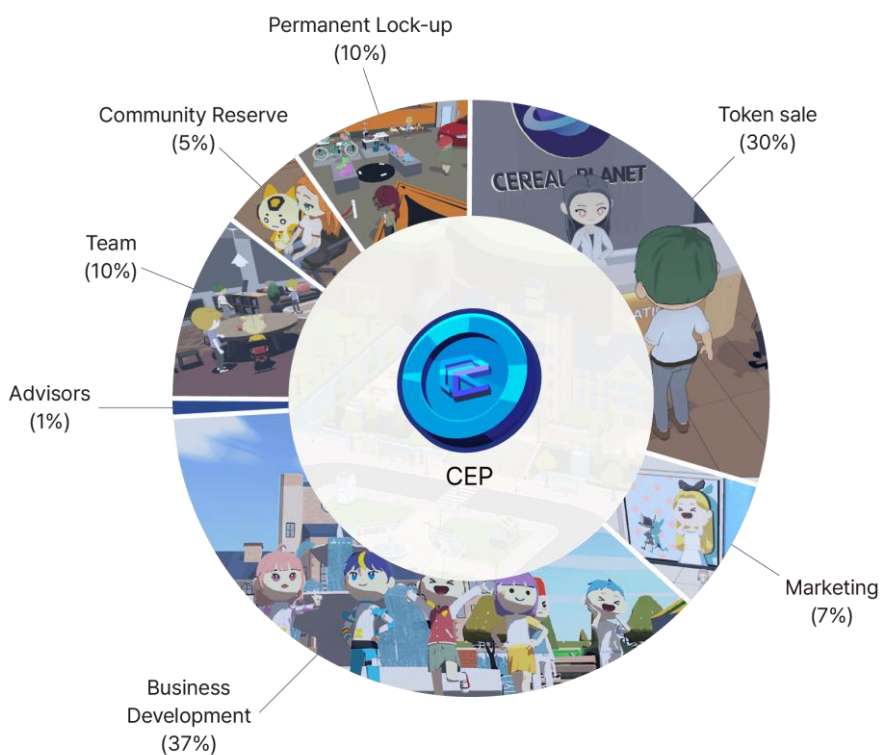 Permanent Lock-up
(10%)
Community Reserve
(5%)
Token sale
(30%)
CEREAL PLANET
Team
(10%)
Advisors
(1%)
CEP
Marketing
(7%)
Business
Development
(37%)